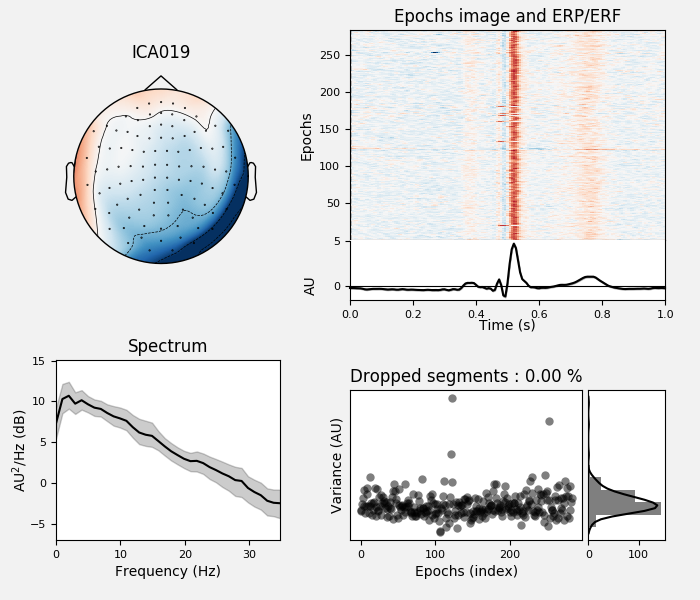 ICA019
Epochs image and ERP/ERF
Epochs
250
200
150
100
50
AU
5
0
0.0 0.2 0.4 0.6 0.8 1.0
Time (s)
Spectrum
AU²/Hz (dB)
15
10
5
0
−5
0 10 20 30
Frequency (Hz)
Dropped segments : 0.00 %
Variance (AU)
0 100 200
Epochs (index)
0 100